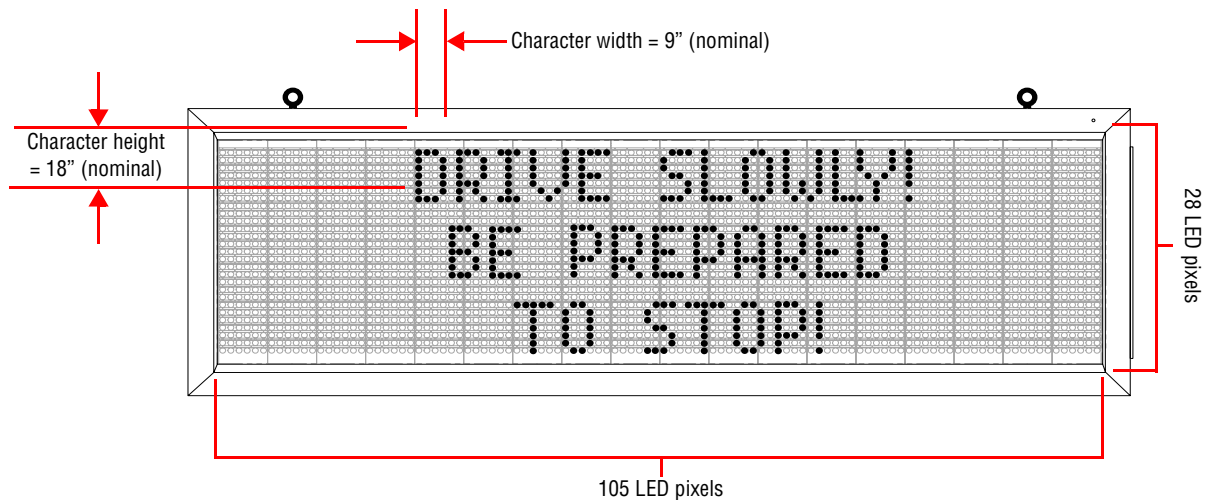 Character width = 9” (nominal)
Character height
= 18” (nominal)
DRIVE SLOWLY!
BE PREPARED
TO STOP!
28 LED pixels
105 LED pixels